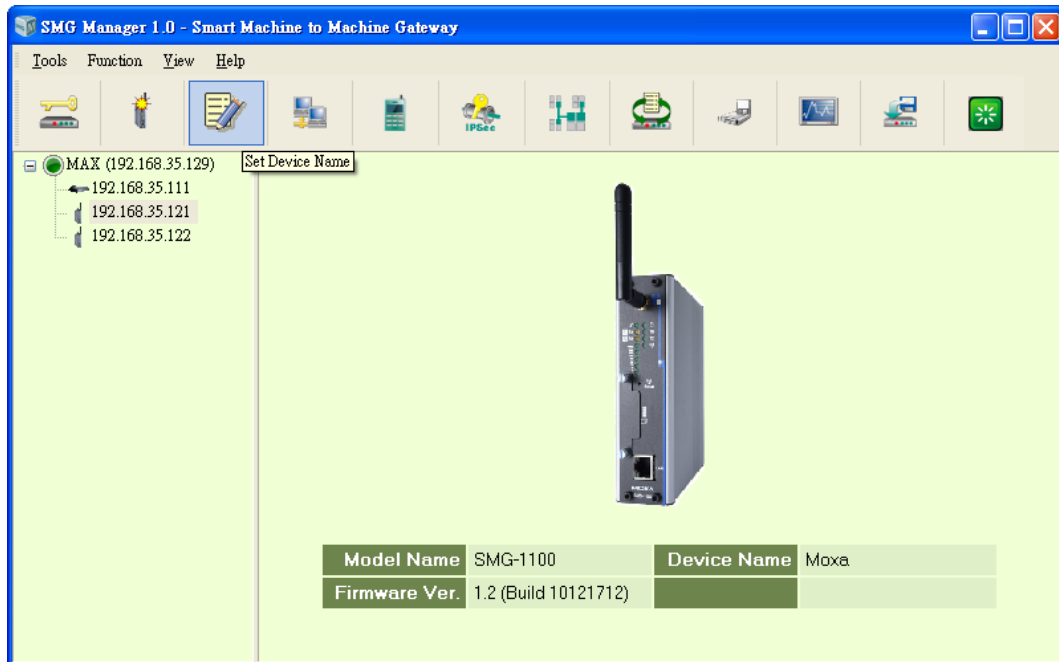 SMG Manager 1.0 - Smart Machine to Machine Gateway
Tools Function View Help
IPSec
Set Device Name
MAX (192.168.35.129)
192.168.35.111
192.168.35.121
192.168.35.122
MOXA
Model Name SMG-1100 Device Name Moxa
Firmware Ver. 1.2 (Build 10121712)